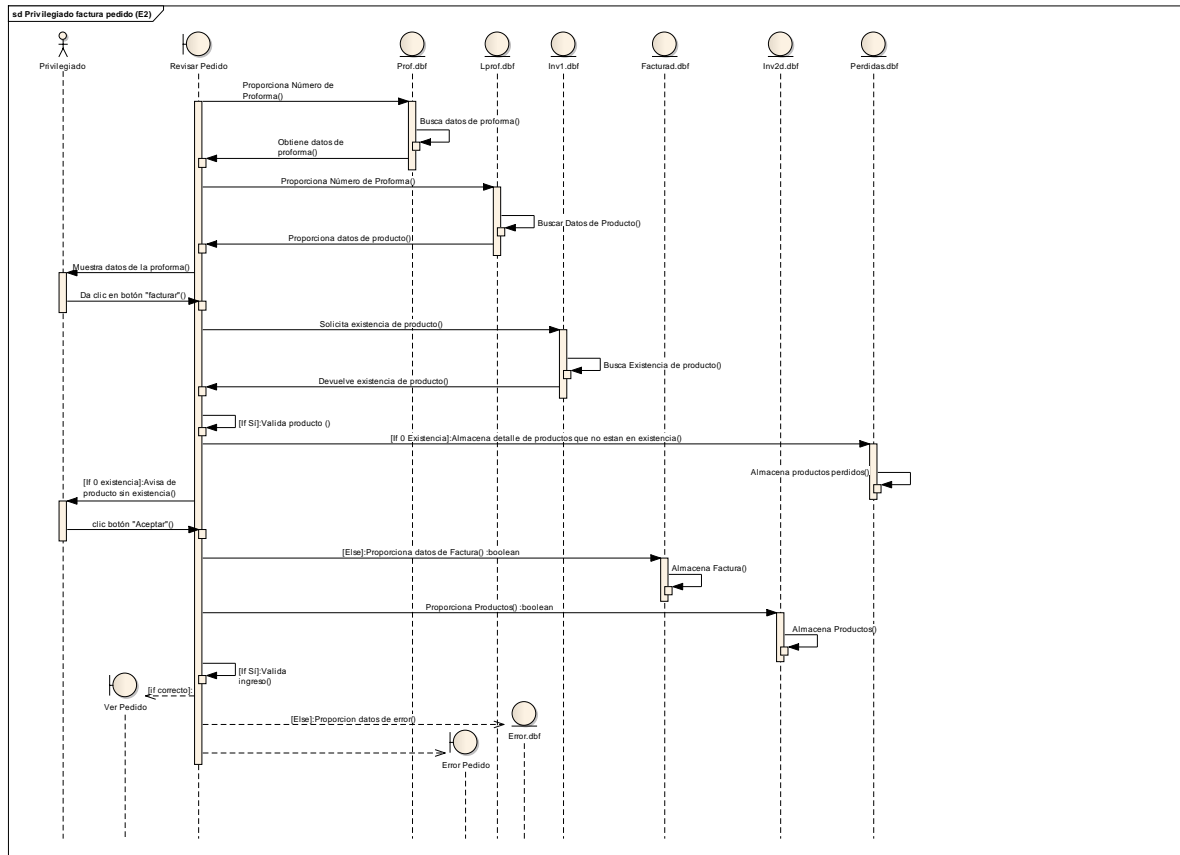 sd Privilegiado factura pedido (E2)
Privilegiado
Revisar Pedido
Prof.dbf
Lprof.dbf
Inv1.dbf
Facturad.dbf
Inv2d.dbf
Perdidas.dbf
Proporciona Número de
Proforma()
Busca datos de proforma()
Obtiene datos de
proforma()
Proporciona Número de Proforma()
Buscar Datos de Producto()
Proporciona datos de producto()
Muestra datos de la proforma()
Da clic en botón "facturar"()
Solicita existencia de producto()
Busca Existencia de producto()
Devuelve existencia de producto()
[If Sí]:Valida producto ()
[If 0 Existencia]:Almacena detalle de productos que no estan en existencia()
Almacena productos perdidos()
[If 0 existencia]:Avisa de
producto sin existencia()
clic botón "Aceptar"()
[Else]:Proporciona datos de Factura() :boolean
Almacena Factura()
Proporciona Productos() :boolean
Almacena Productos()
[If Sí]:Valida
ingreso()
[if correcto]:
Ver Pedido
[Else]:Proporcion datos de error()
Error.dbf
Error Pedido